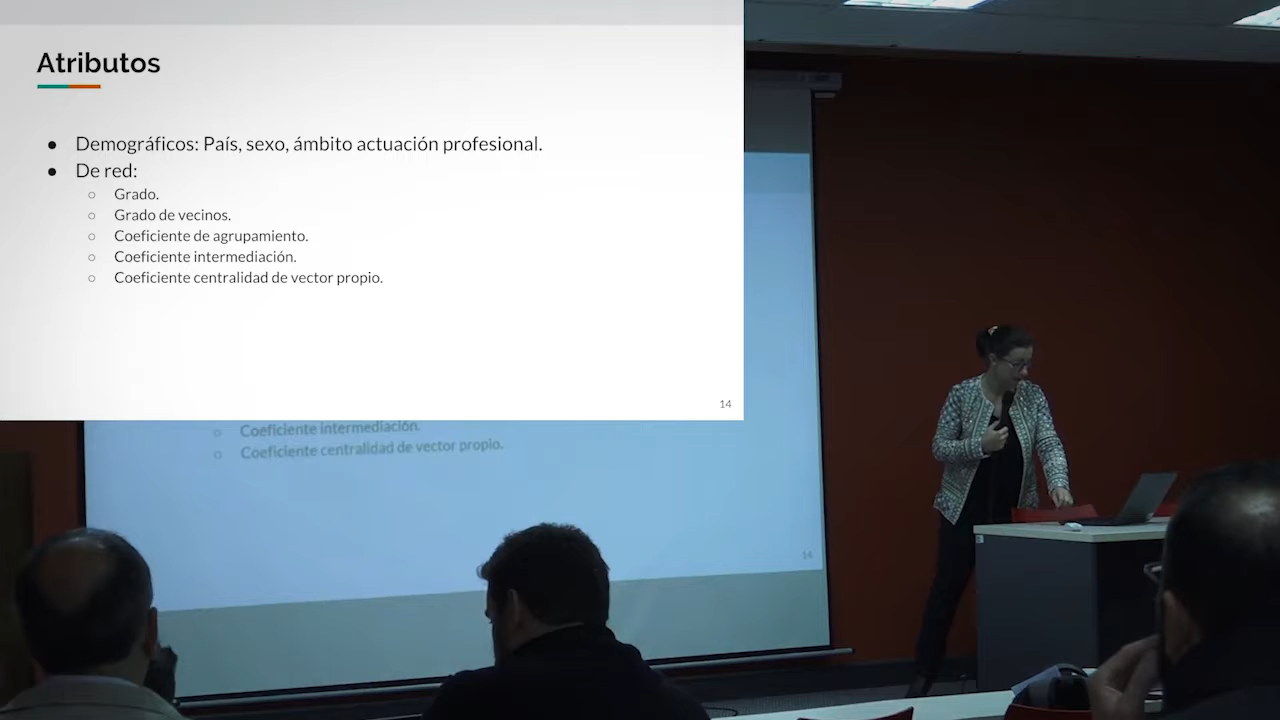 Atributos
● Demográficos: País, sexo, ámbito actuación profesional.
● De red:
○ Grado.
○ Grado de vecinos.
○ Coeficiente de agrupamiento.
○ Coeficiente intermediación.
○ Coeficiente centralidad de vector propio.
14
○ Coeficiente intermediación.
○ Coeficiente centralidad de vector propio.
14